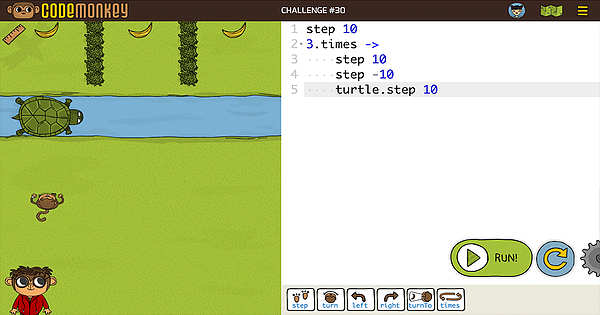 CODEMONKEY
CHALLENGE #30
1 step 10
2 3.times ->
3 ····step 10
4 ····step -10
5 ····turtle.step 10
RUN!
step turn left right turnTo times